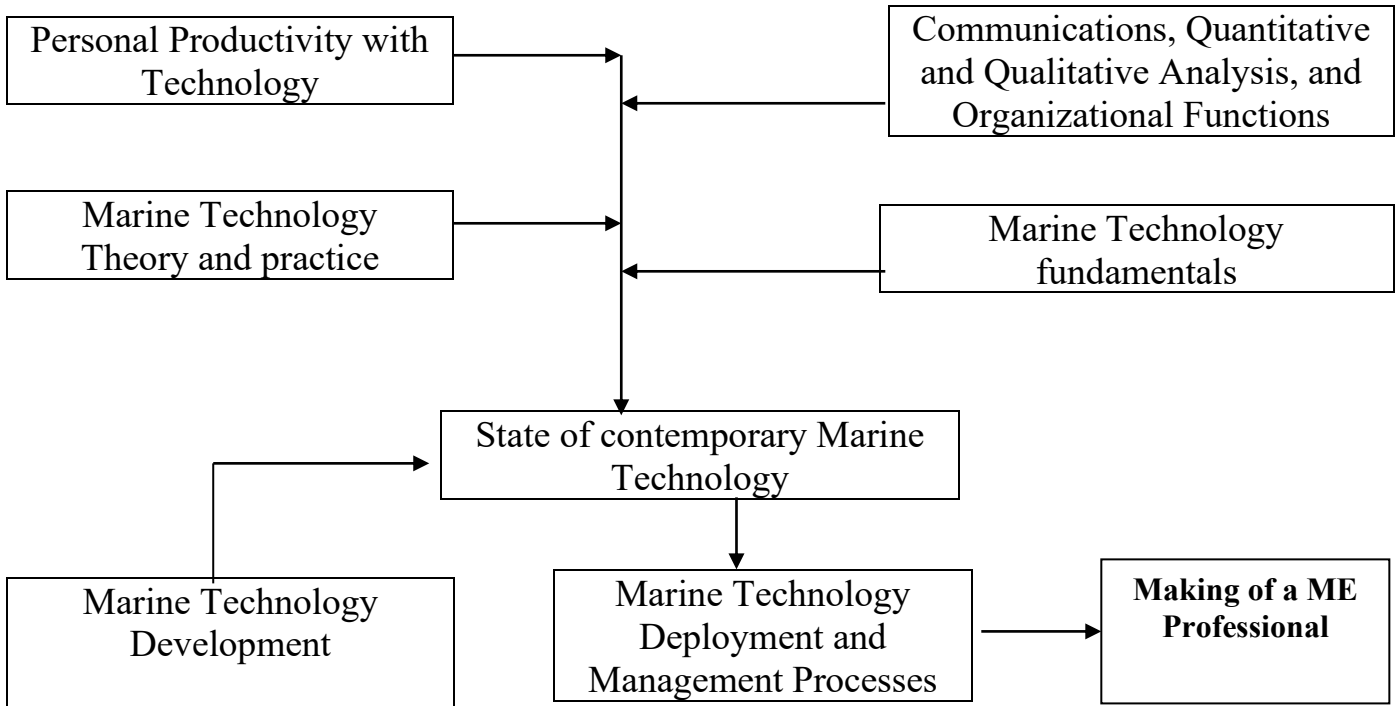 Personal Productivity with
Technology
Communications, Quantitative
and Qualitative Analysis, and
Organizational Functions
Marine Technology
Theory and practice
Marine Technology
fundamentals
State of contemporary Marine
Technology
Marine Technology
Development
Marine Technology
Deployment and
Management Processes
Making of a ME
Professional